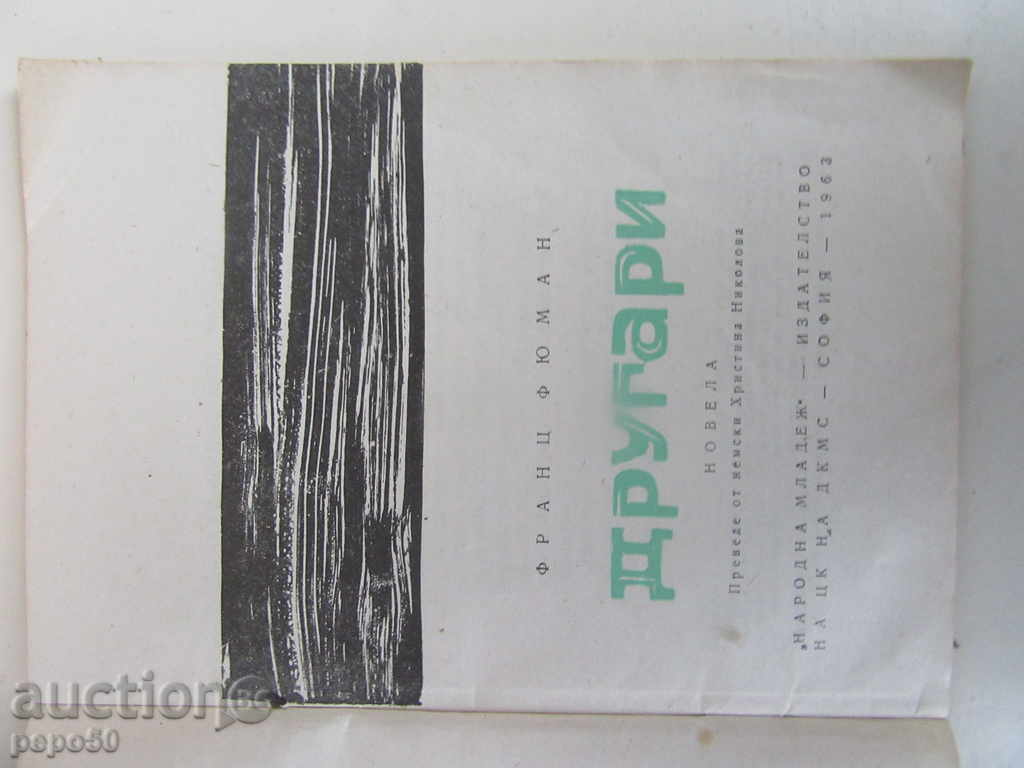 ФРАНЦ ФЮМАН
Другари
НОВЕЛА
Преведе от немски Христина Николова
„НАРОДНА МЛАДЕЖ“ — ИЗДАТЕЛСТВО
НА ЦК НА ДКМС — СОФИЯ — 1963
auction
pepo50